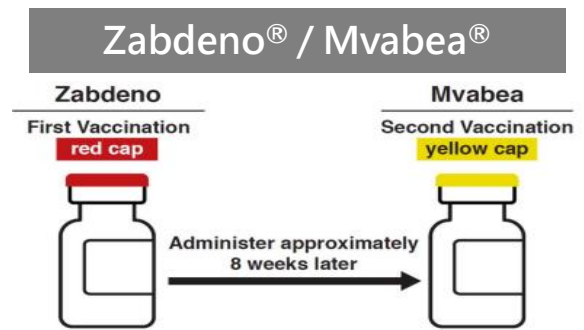 Zabdeno® / Mvabea®
Zabdeno
First Vaccination
red cap
Mvabea
Second Vaccination
yellow cap
Administer approximately
8 weeks later